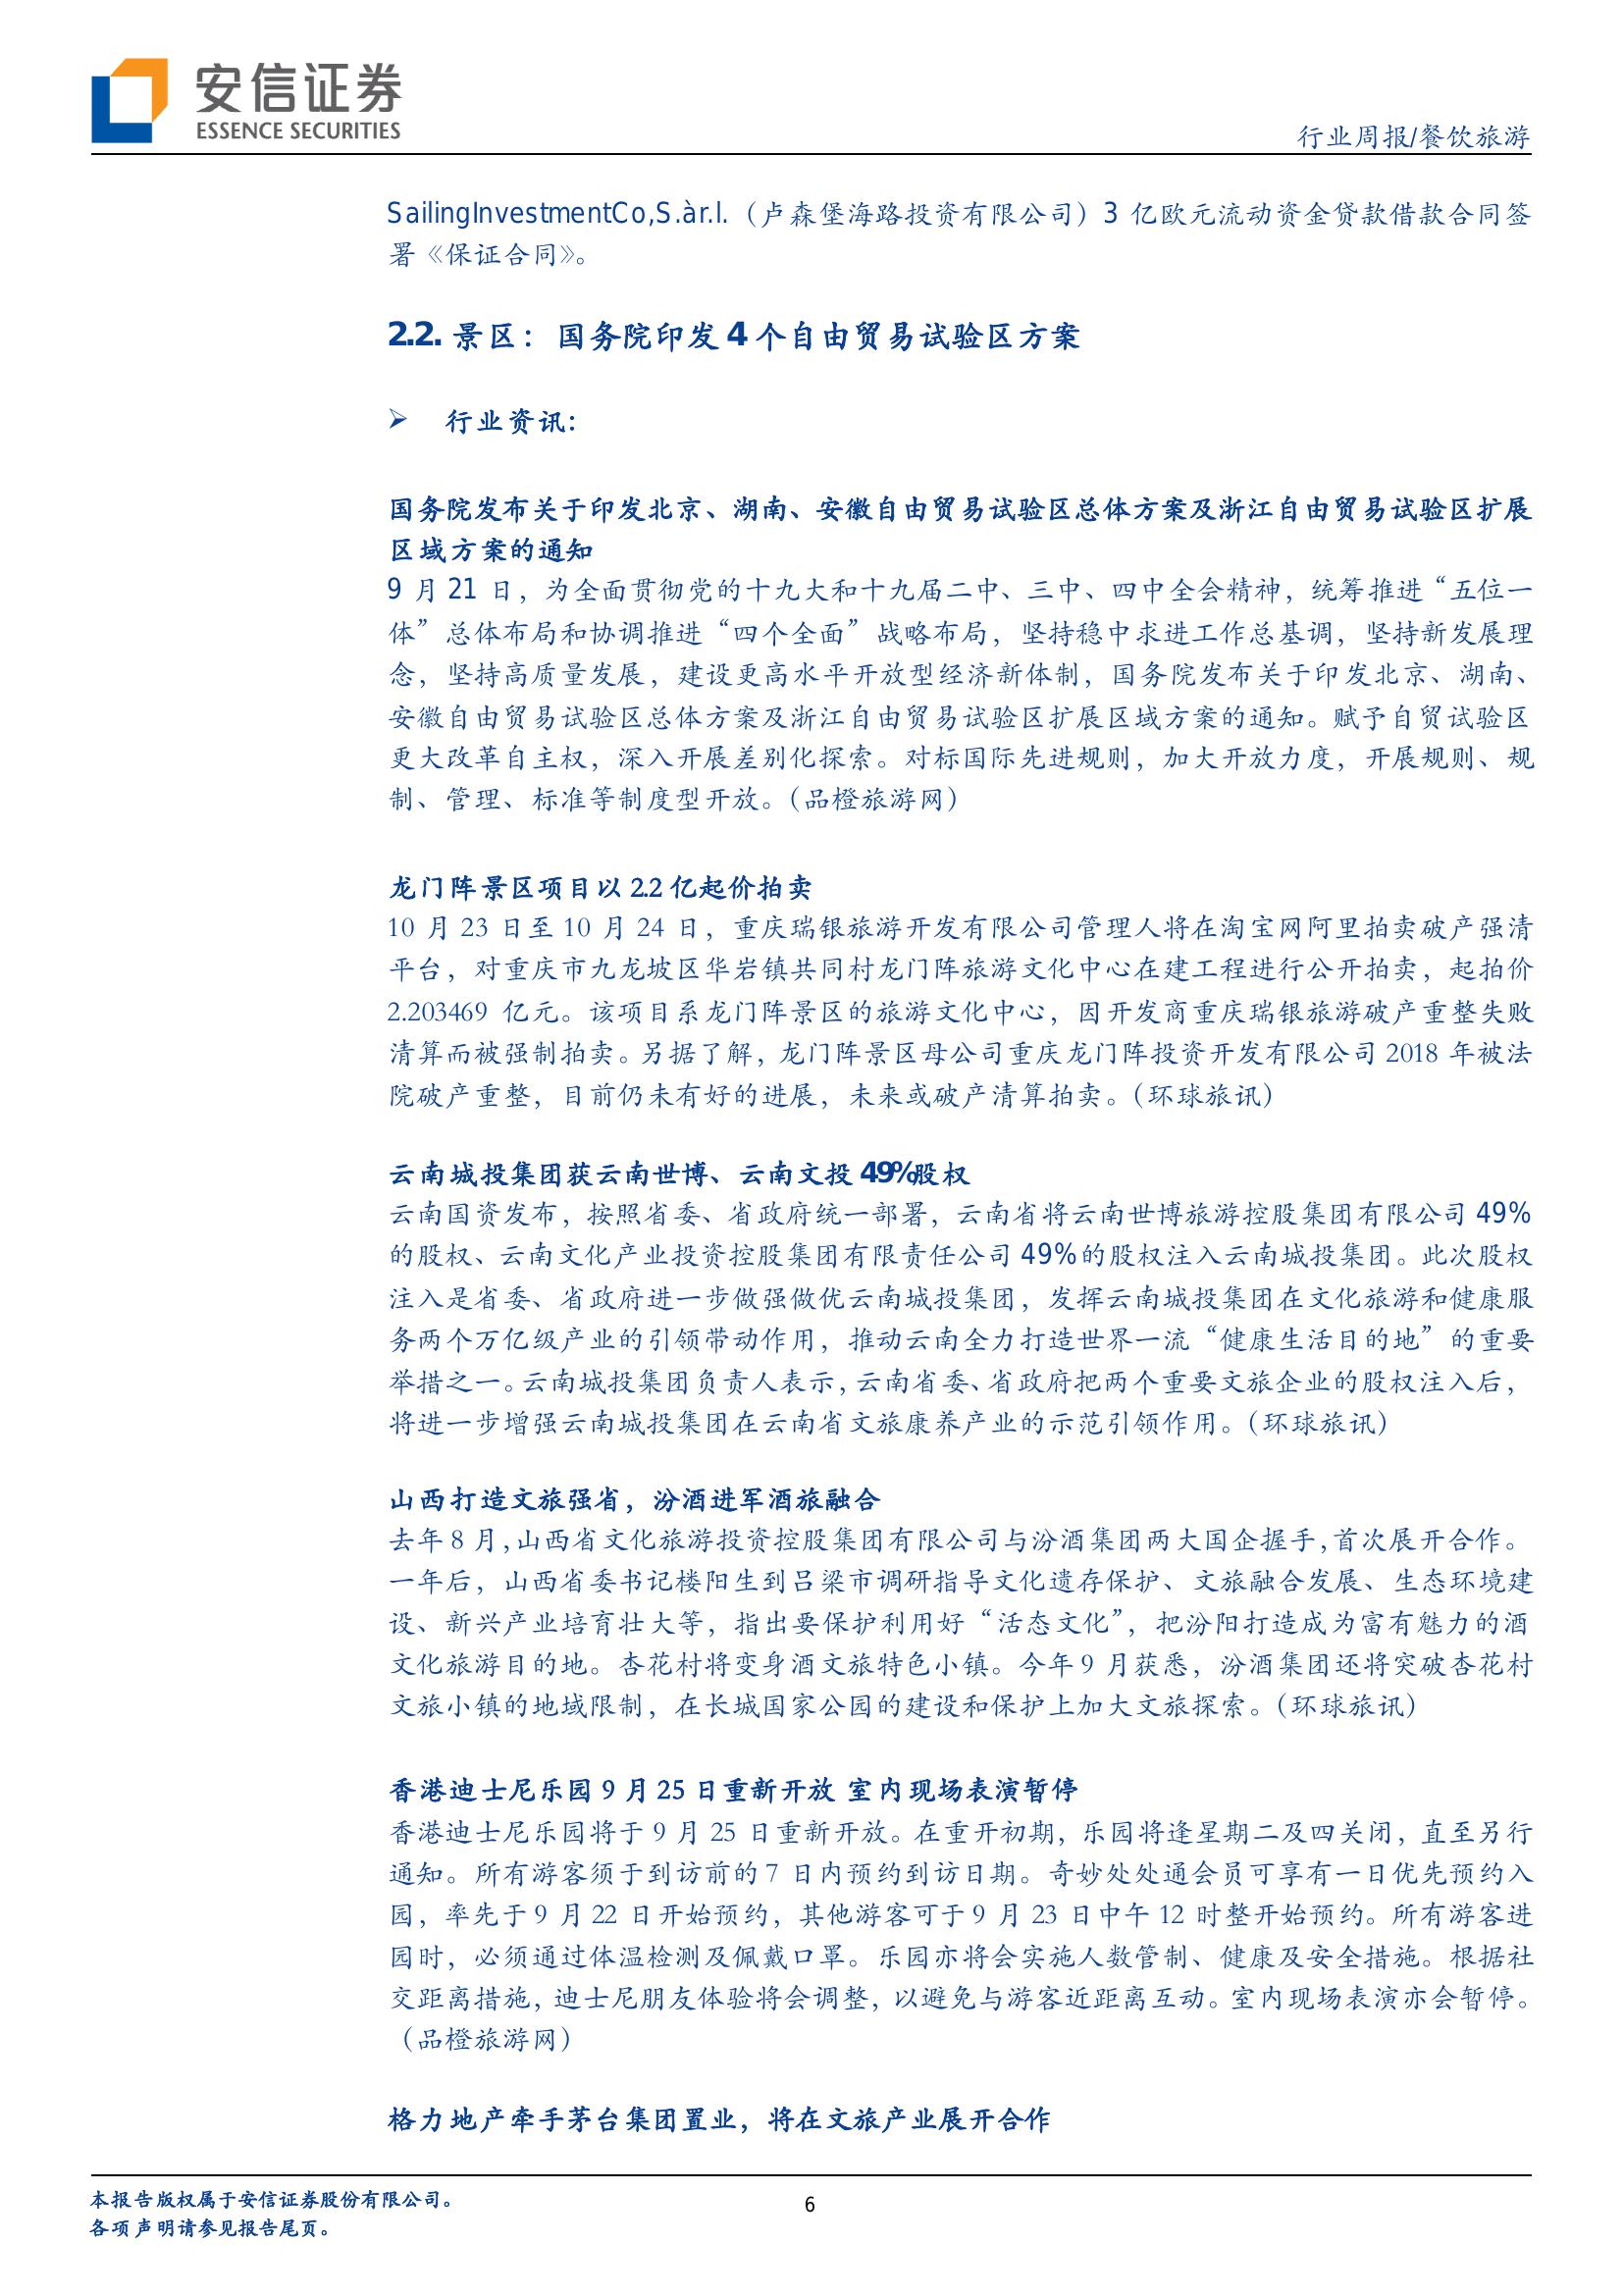 安信证券
ESSENCE SECURITIES
行业周报/餐饮旅游
SailingInvestmentCo,S.àr.l.（卢森堡海路投资有限公司）3 亿欧元流动资金贷款借款合同签
署《保证合同》。
2.2. 景区： 国务院印发 4 个自由贸易试验区方案
➢ 行业资讯：
国务院发布关于印发北京、湖南、安徽自由贸易试验区总体方案及浙江自由贸易试验区扩展
区域方案的通知
9 月 21 日，为全面贯彻党的十九大和十九届二中、三中、四中全会精神，统筹推进“五位一
体”总体布局和协调推进“四个全面”战略布局，坚持稳中求进工作总基调，坚持新发展理
念，坚持高质量发展，建设更高水平开放型经济新体制，国务院发布关于印发北京、湖南、
安徽自由贸易试验区总体方案及浙江自由贸易试验区扩展区域方案的通知。赋予自贸试验区
更大改革自主权，深入开展差别化探索。对标国际先进规则，加大开放力度，开展规则、规
制、管理、标准等制度型开放。（品橙旅游网）
龙门阵景区项目以 2.2 亿起价拍卖
10 月 23 日至 10 月 24 日，重庆瑞银旅游开发有限公司管理人将在淘宝网阿里拍卖破产强清
平台，对重庆市九龙坡区华岩镇共同村龙门阵旅游文化中心在建工程进行公开拍卖，起拍价
2.203469 亿元。该项目系龙门阵景区的旅游文化中心，因开发商重庆瑞银旅游破产重整失败
清算而被强制拍卖。另据了解，龙门阵景区母公司重庆龙门阵投资开发有限公司 2018 年被法
院破产重整，目前仍未有好的进展，未来或破产清算拍卖。（环球旅讯）
云南城投集团获云南世博、云南文投 49%股权
云南国资发布，按照省委、省政府统一部署，云南省将云南世博旅游控股集团有限公司 49%
的股权、云南文化产业投资控股集团有限责任公司 49%的股权注入云南城投集团。此次股权
注入是省委、省政府进一步做强做优云南城投集团，发挥云南城投集团在文化旅游和健康服
务两个万亿级产业的引领带动作用，推动云南全力打造世界一流“健康生活目的地”的重要
举措之一。云南城投集团负责人表示，云南省委、省政府把两个重要文旅企业的股权注入后，
将进一步增强云南城投集团在云南省文旅康养产业的示范引领作用。（环球旅讯）
山西打造文旅强省，汾酒进军酒旅融合
去年 8 月，山西省文化旅游投资控股集团有限公司与汾酒集团两大国企握手，首次展开合作。
一年后，山西省委书记楼阳生到吕梁市调研指导文化遗存保护、文旅融合发展、生态环境建
设、新兴产业培育壮大等，指出要保护利用好“活态文化”，把汾阳打造成为富有魅力的酒
文化旅游目的地。杏花村将变身酒文旅特色小镇。今年 9 月获悉，汾酒集团还将突破杏花村
文旅小镇的地域限制，在长城国家公园的建设和保护上加大文旅探索。（环球旅讯）
香港迪士尼乐园 9 月 25 日重新开放 室内现场表演暂停
香港迪士尼乐园将于 9 月 25 日重新开放。在重开初期，乐园将逢星期二及四关闭，直至另行
通知。所有游客须于到访前的 7 日内预约到访日期。奇妙处处通会员可享有一日优先预约入
园，率先于 9 月 22 日开始预约，其他游客可于 9 月 23 日中午 12 时整开始预约。所有游客进
园时，必须通过体温检测及佩戴口罩。乐园亦将会实施人数管制、健康及安全措施。根据社
交距离措施，迪士尼朋友体验将会调整，以避免与游客近距离互动。室内现场表演亦会暂停。
（品橙旅游网）
格力地产牵手茅台集团置业，将在文旅产业展开合作
本报告版权属于安信证券股份有限公司。
各项声明请参见报告尾页。
6